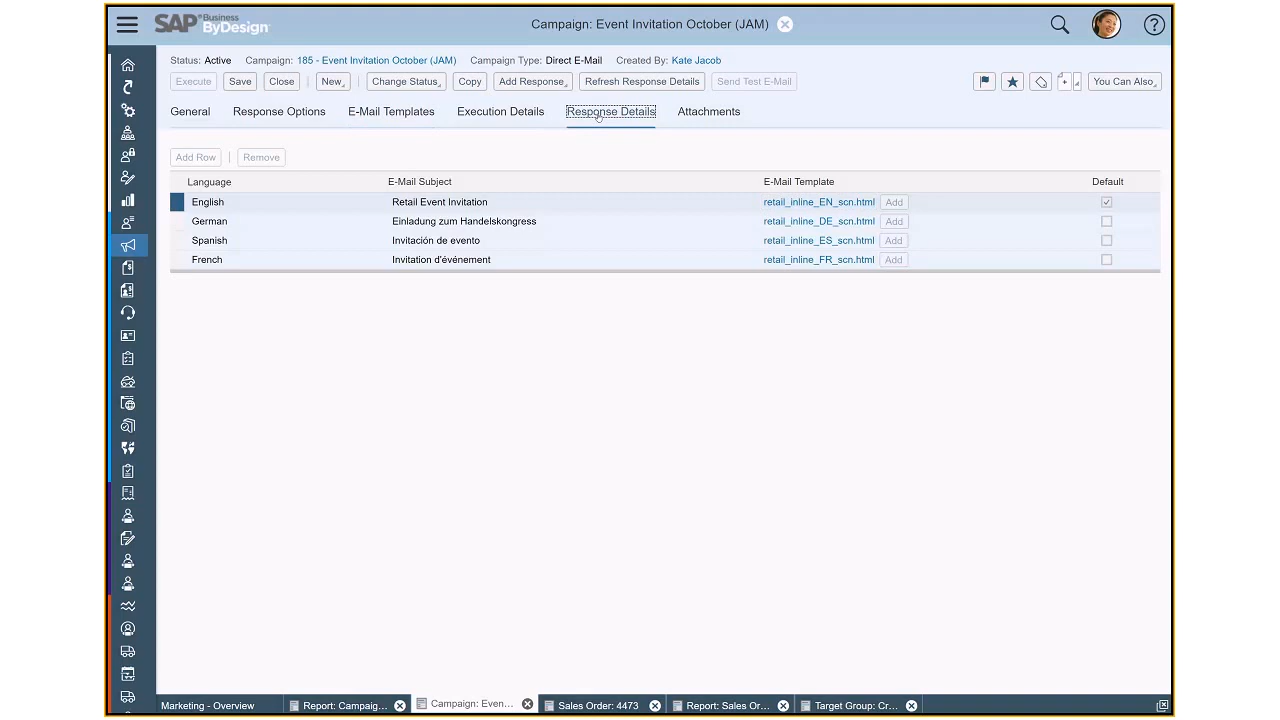 SAP Business ByDesign
Campaign: Event Invitation October (JAM)
Status: Active Campaign: 185 - Event Invitation October (JAM) Campaign Type: Direct E-Mail Created By: Kate Jacob
Execute Save Close New Change Status Copy Add Response Refresh Response Details Send Test E-Mail You Can Also
General Response Options E-Mail Templates Execution Details Response Details Attachments
Add Row | Remove
Language E-Mail Subject E-Mail Template Default
English Retail Event Invitation retail_inline_EN_scn.html Add
German Einladung zum Handelskongress retail_inline_DE_scn.html Add
Spanish Invitación de evento retail_inline_ES_scn.html Add
French Invitation d'événement retail_inline_FR_scn.html Add
Marketing - Overview Report: Campaig... Campaign: Even... Sales Order: 4473 Report: Sales Or... Target Group: Cr...